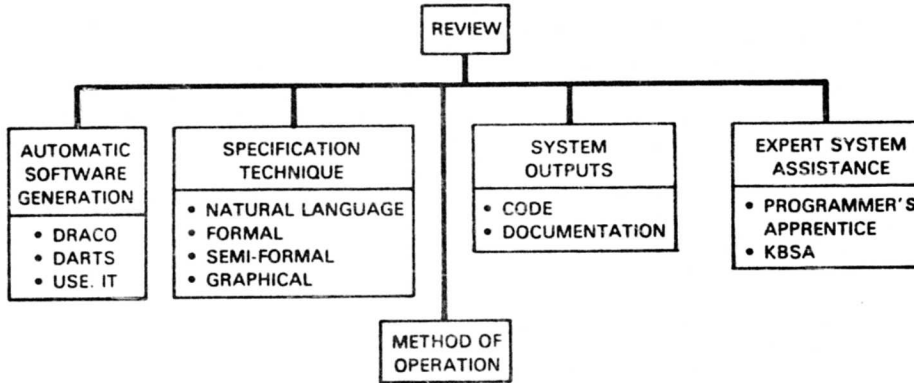 REVIEW
AUTOMATIC
SOFTWARE
GENERATION
• DRACO
• DARTS
• USE. IT
SPECIFICATION
TECHNIQUE
• NATURAL LANGUAGE
• FORMAL
• SEMI-FORMAL
• GRAPHICAL
METHOD OF
OPERATION
SYSTEM
OUTPUTS
• CODE
• DOCUMENTATION
EXPERT SYSTEM
ASSISTANCE
• PROGRAMMER'S
APPRENTICE
• KBSA